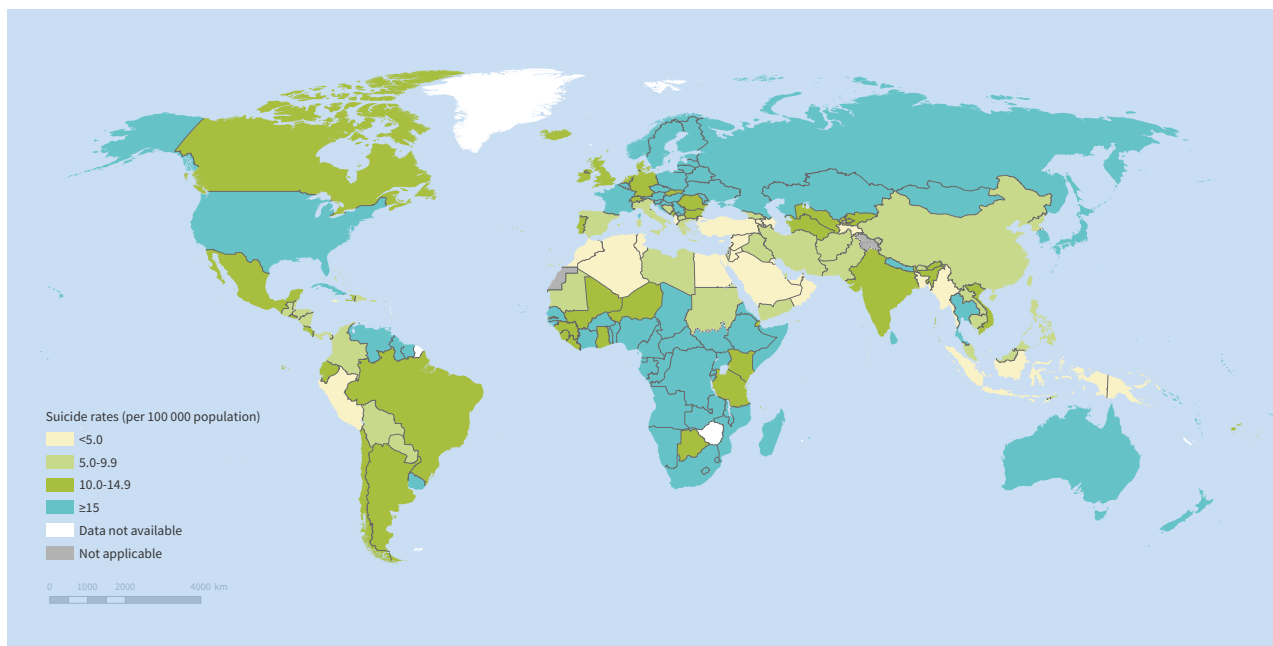 Suicide rates (per 100 000 population)
<5.0
5.0-9.9
10.0-14.9
≥15
Data not available
Not applicable
0 1000 2000 4000 km